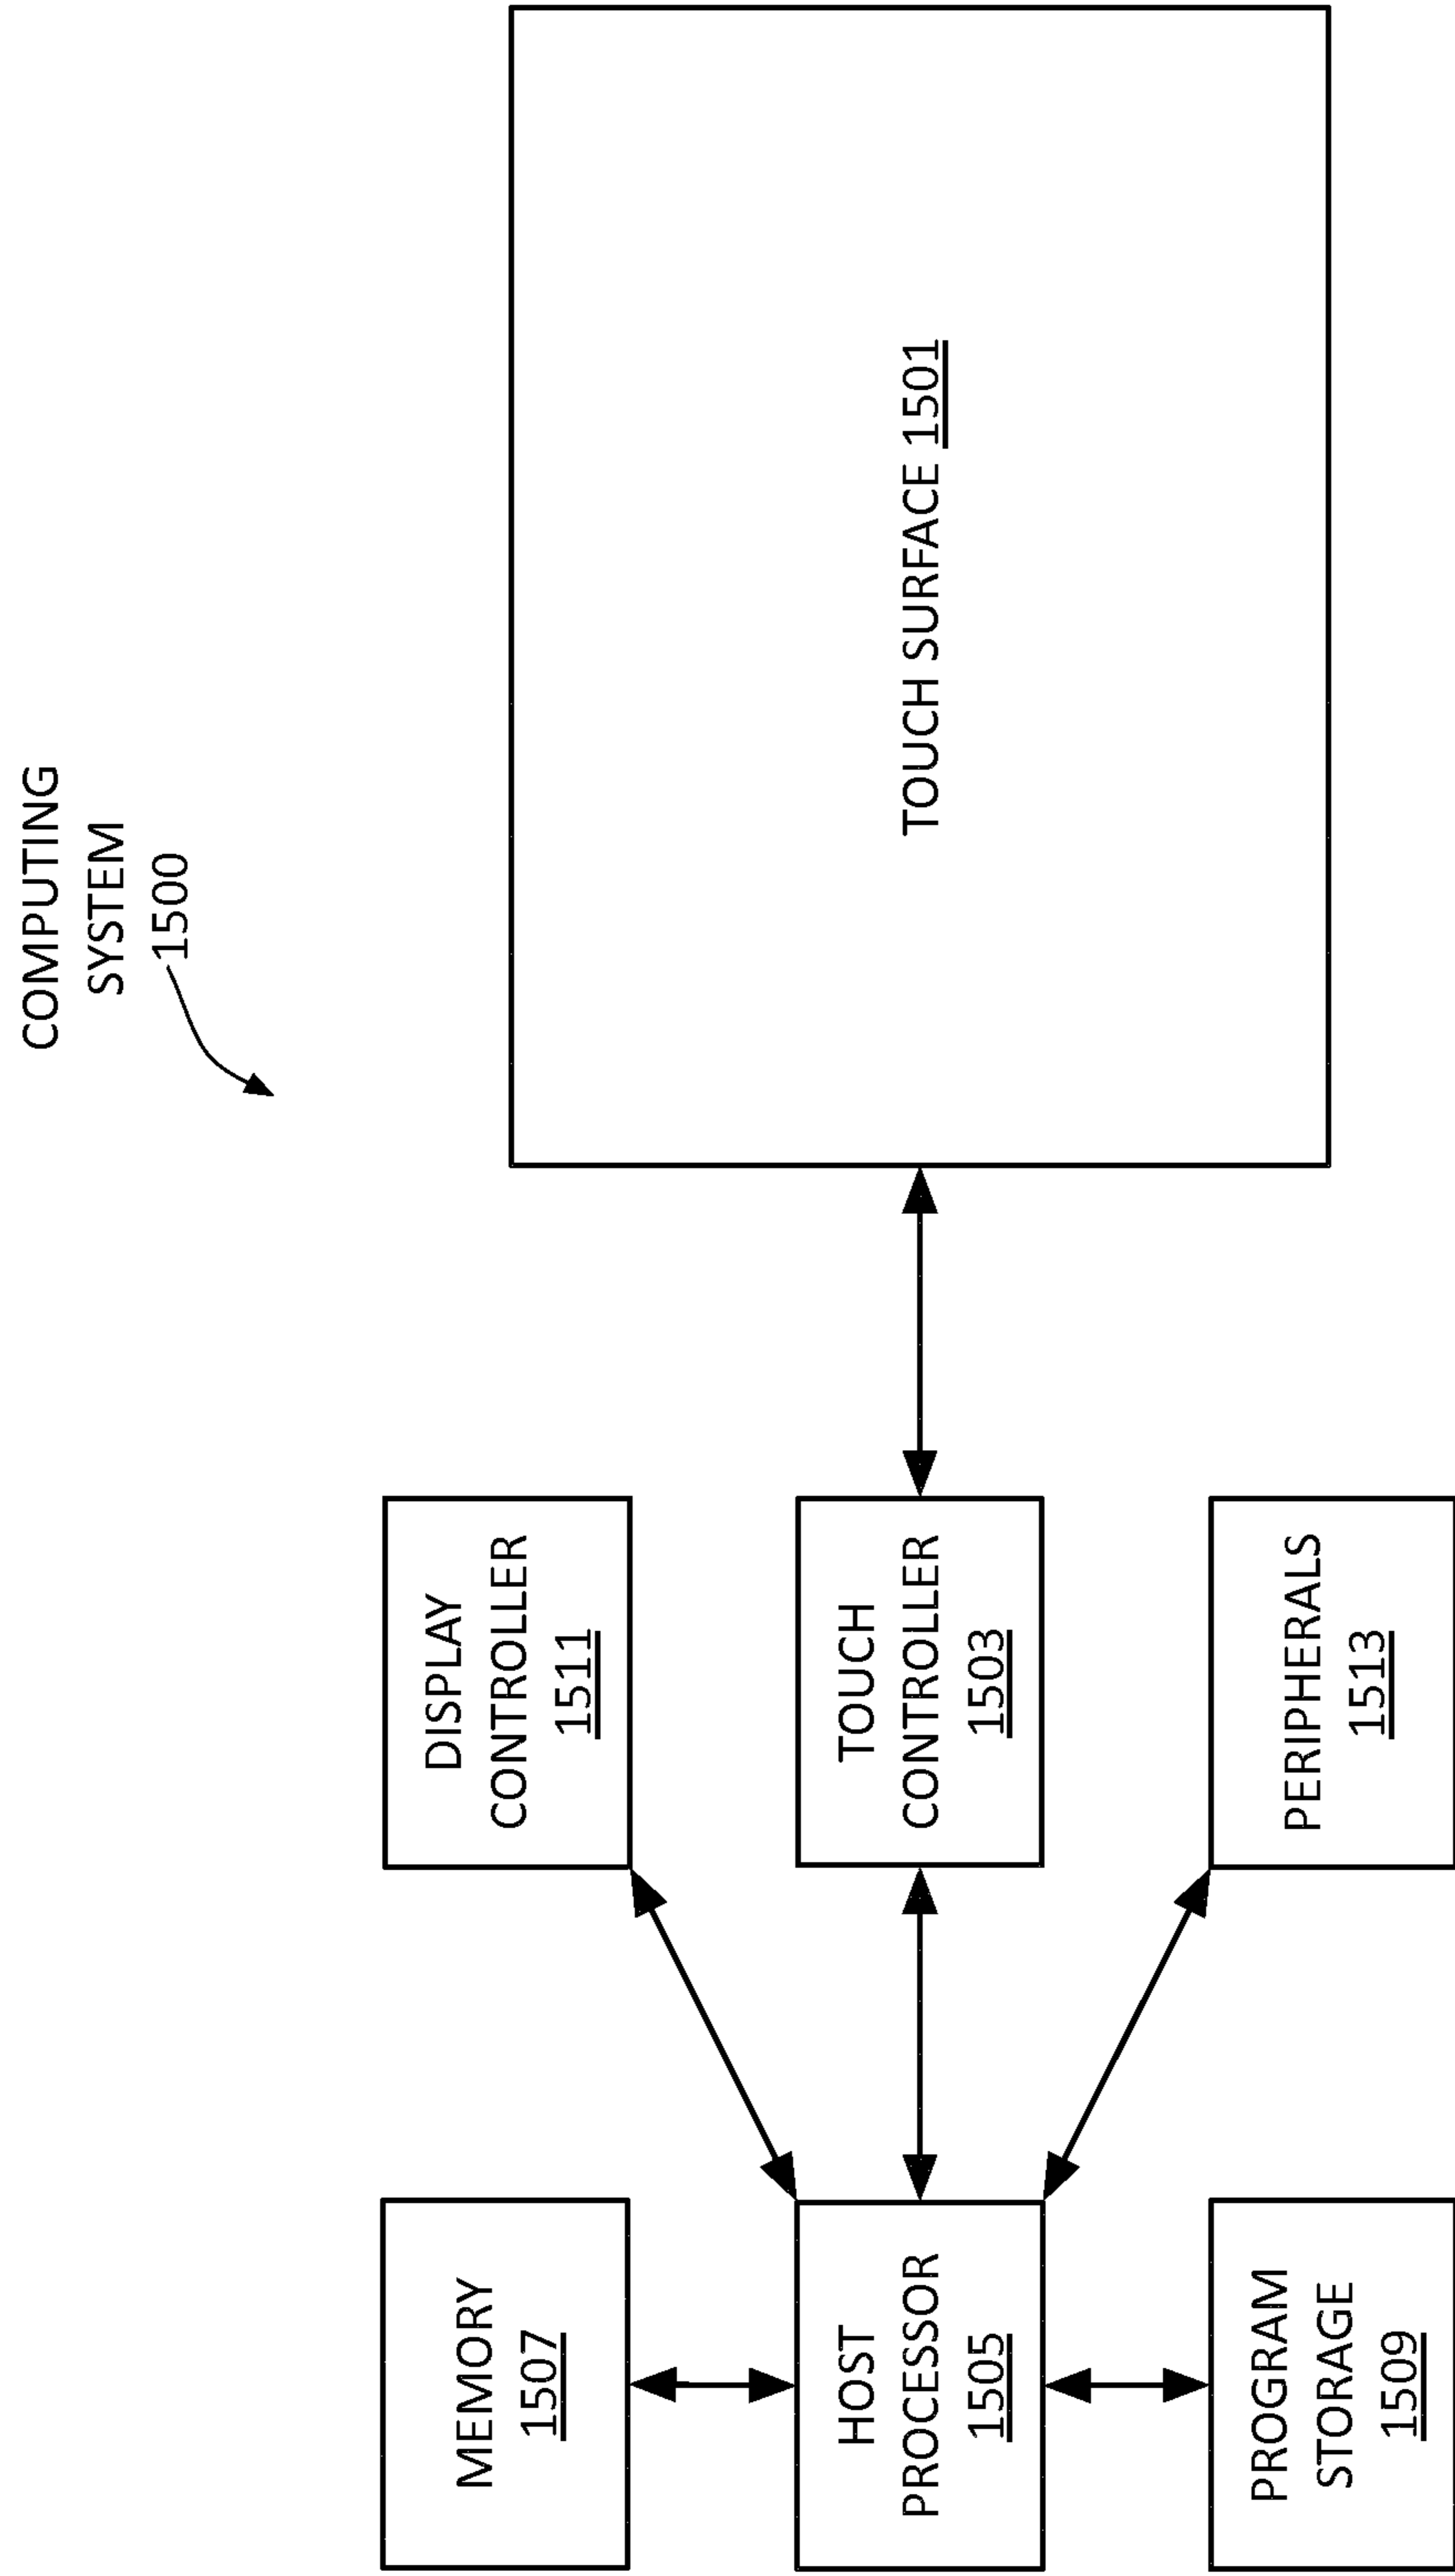 COMPUTING
SYSTEM
1500
MEMORY
1507
DISPLAY
CONTROLLER
1511
HOST
PROCESSOR
1505
TOUCH
CONTROLLER
1503
TOUCH SURFACE 1501
PROGRAM
STORAGE
1509
PERIPHERALS
1513